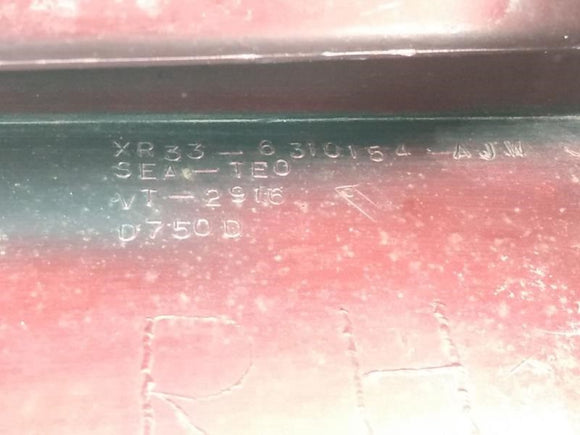 XR33-6310154-AJW
SEA-TEO
VT-2916
D750D
RH